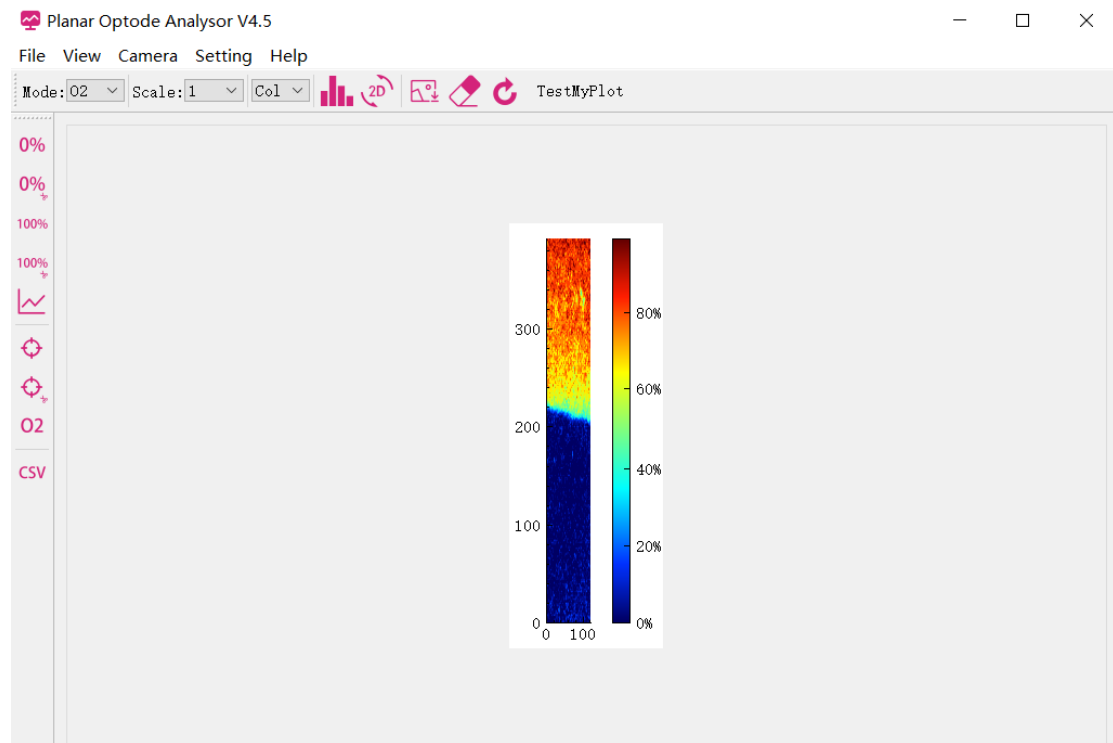 Planar Optode Analysor V4.5
File View Camera Setting Help
Mode: O2 Scale: 1 Col 2D TestMyPlot
0%
0%
100%
100%
O2
CSV
300
200
100
0
0 100
80%
60%
40%
20%
0%